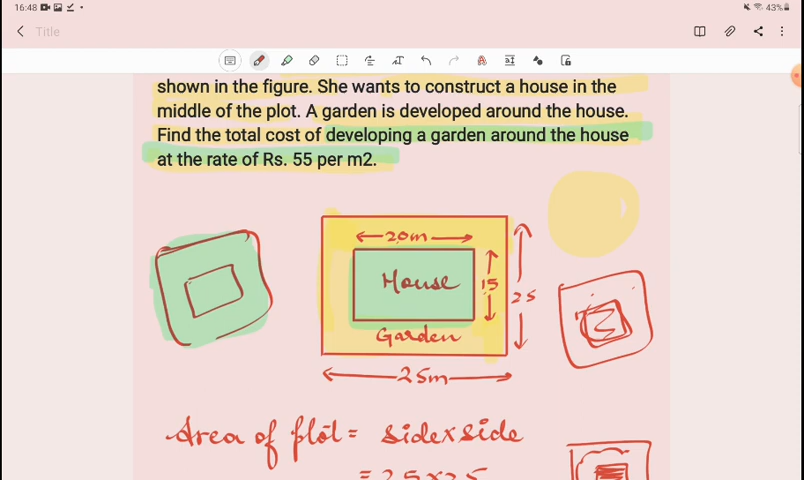 16:48 43%
Title
shown in the figure. She wants to construct a house in the
middle of the plot. A garden is developed around the house.
Find the total cost of developing a garden around the house
at the rate of Rs. 55 per m2.
20m
House
15
25
Garden
25m
Area of plot = side x side
= 25 x 25